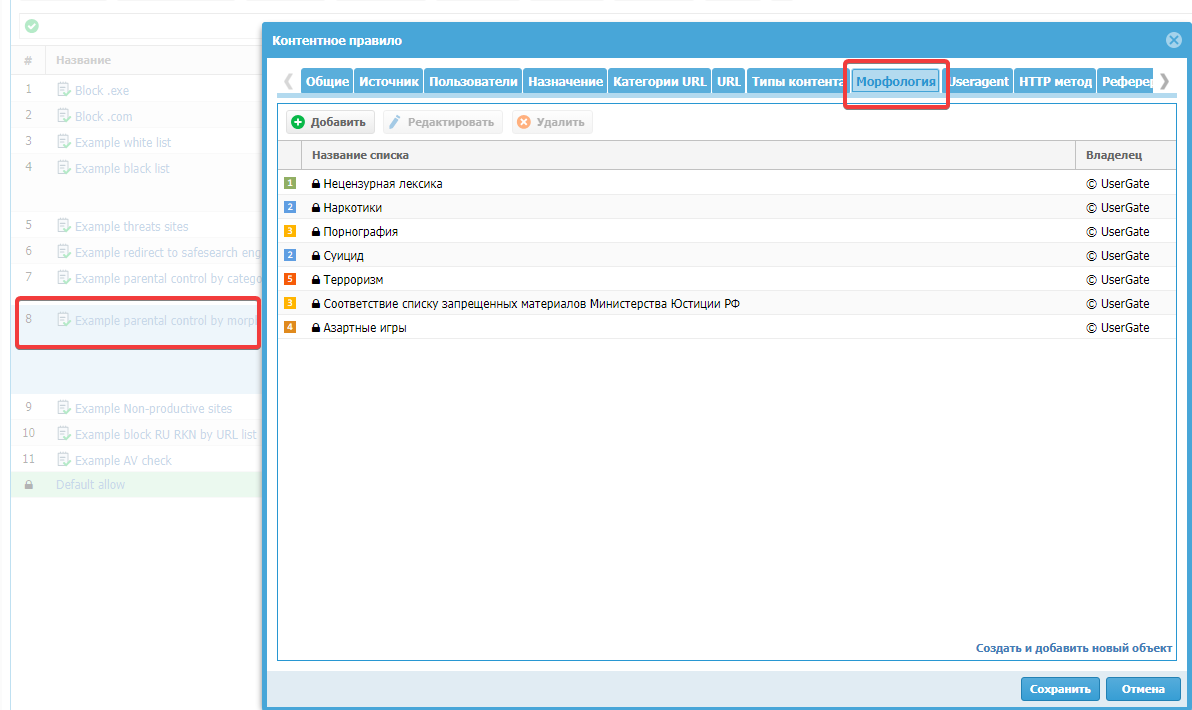 Контентное правило
# Название
1 Block .exe
2 Block .com
3 Example white list
4 Example black list
5 Example threats sites
6 Example redirect to safesearch eng
7 Example parental control by catego
8 Example parental control by morp
9 Example Non-productive sites
10 Example block RU RKN by URL list
11 Example AV check
Default allow
Общие Источник Пользователи Назначение Категории URL URL Типы контента Морфология Useragent HTTP метод Рефере
Добавить Редактировать Удалить
Название списка Владелец
1 Нецензурная лексика © UserGate
2 Наркотики © UserGate
3 Порнография © UserGate
2 Суицид © UserGate
5 Терроризм © UserGate
3 Соответствие списку запрещенных материалов Министерства Юстиции РФ © UserGate
4 Азартные игры © UserGate
Создать и добавить новый объект
Сохранить Отмена